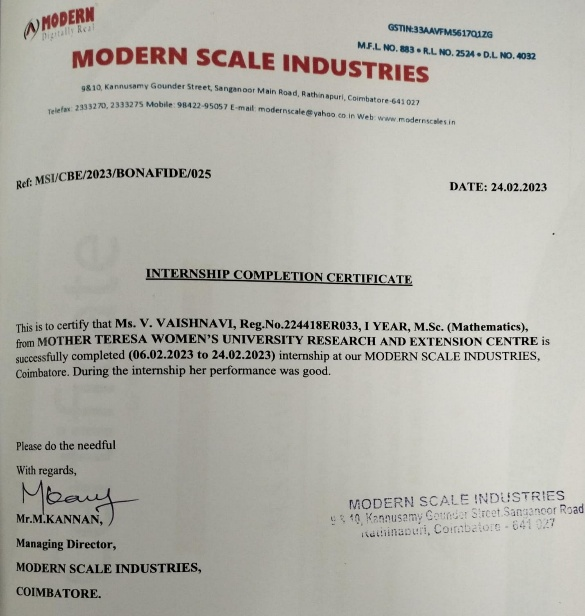 MODERN
Digitally Real
GSTIN:33AAVFM5617Q1ZG
M.F.L. NO. 883 • R.L. NO. 2524 • D.L. NO. 4032
MODERN SCALE INDUSTRIES
9&10, Kannusamy Gounder Street, Sanganoor Main Road, Rathinapuri, Coimbatore-641 027
Telefax: 2333270, 2333275 Mobile: 98422-95057 E-mail: modernscale@yahoo.co.in Web: www.modernscales.in
Ref: MSI/CBE/2023/BONAFIDE/025
DATE: 24.02.2023
INTERNSHIP COMPLETION CERTIFICATE
This is to certify that Ms. V. VAISHNAVI, Reg.No.224418ER033, I YEAR, M.Sc. (Mathematics),
from MOTHER TERESA WOMEN'S UNIVERSITY RESEARCH AND EXTENSION CENTRE is
successfully completed (06.02.2023 to 24.02.2023) internship at our MODERN SCALE INDUSTRIES,
Coimbatore. During the internship her performance was good.
Please do the needful
With regards,
Mr.M.KANNAN,
Managing Director,
MODERN SCALE INDUSTRIES,
COIMBATORE.
MODERN SCALE INDUSTRIES
9 & 10, Kannusamy Gounder Street, Sanganoor Road
Rathinapuri, Coimbatore - 641 027